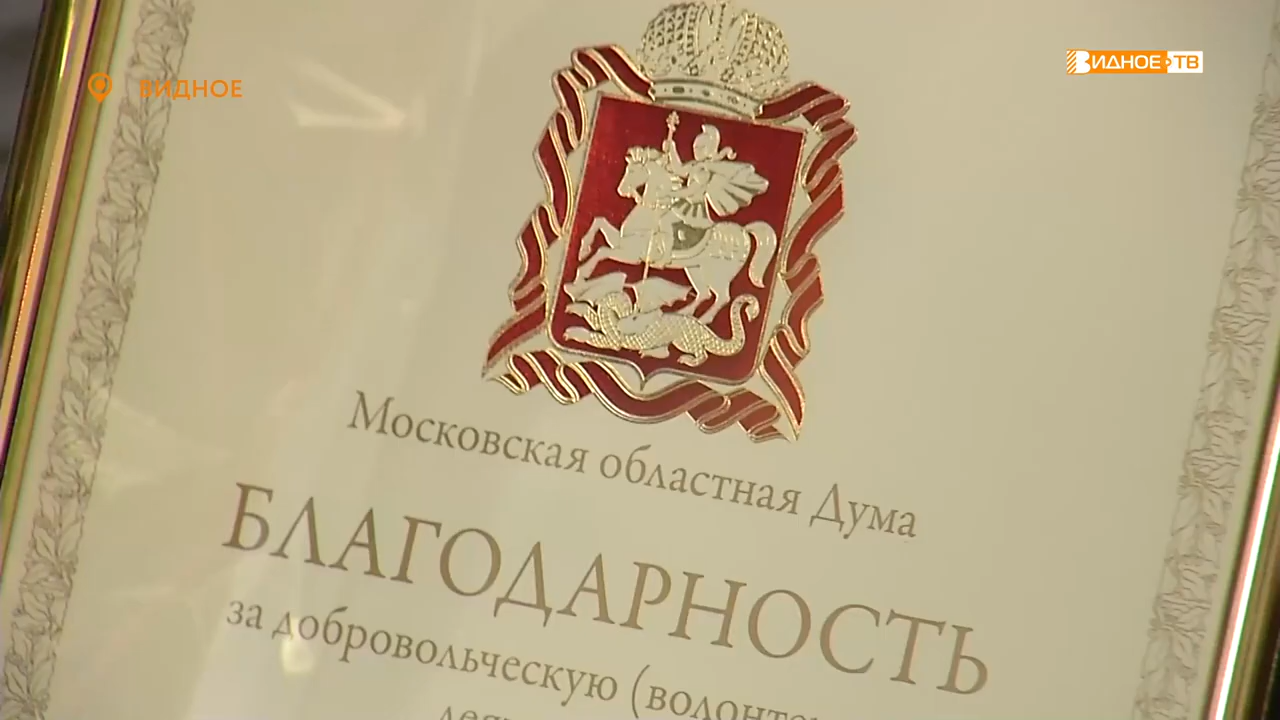 ВИДНОЕ
ВИДНОЕ ТВ
Московская областная Дума
БЛАГОДАРНОСТЬ
за добровольческую